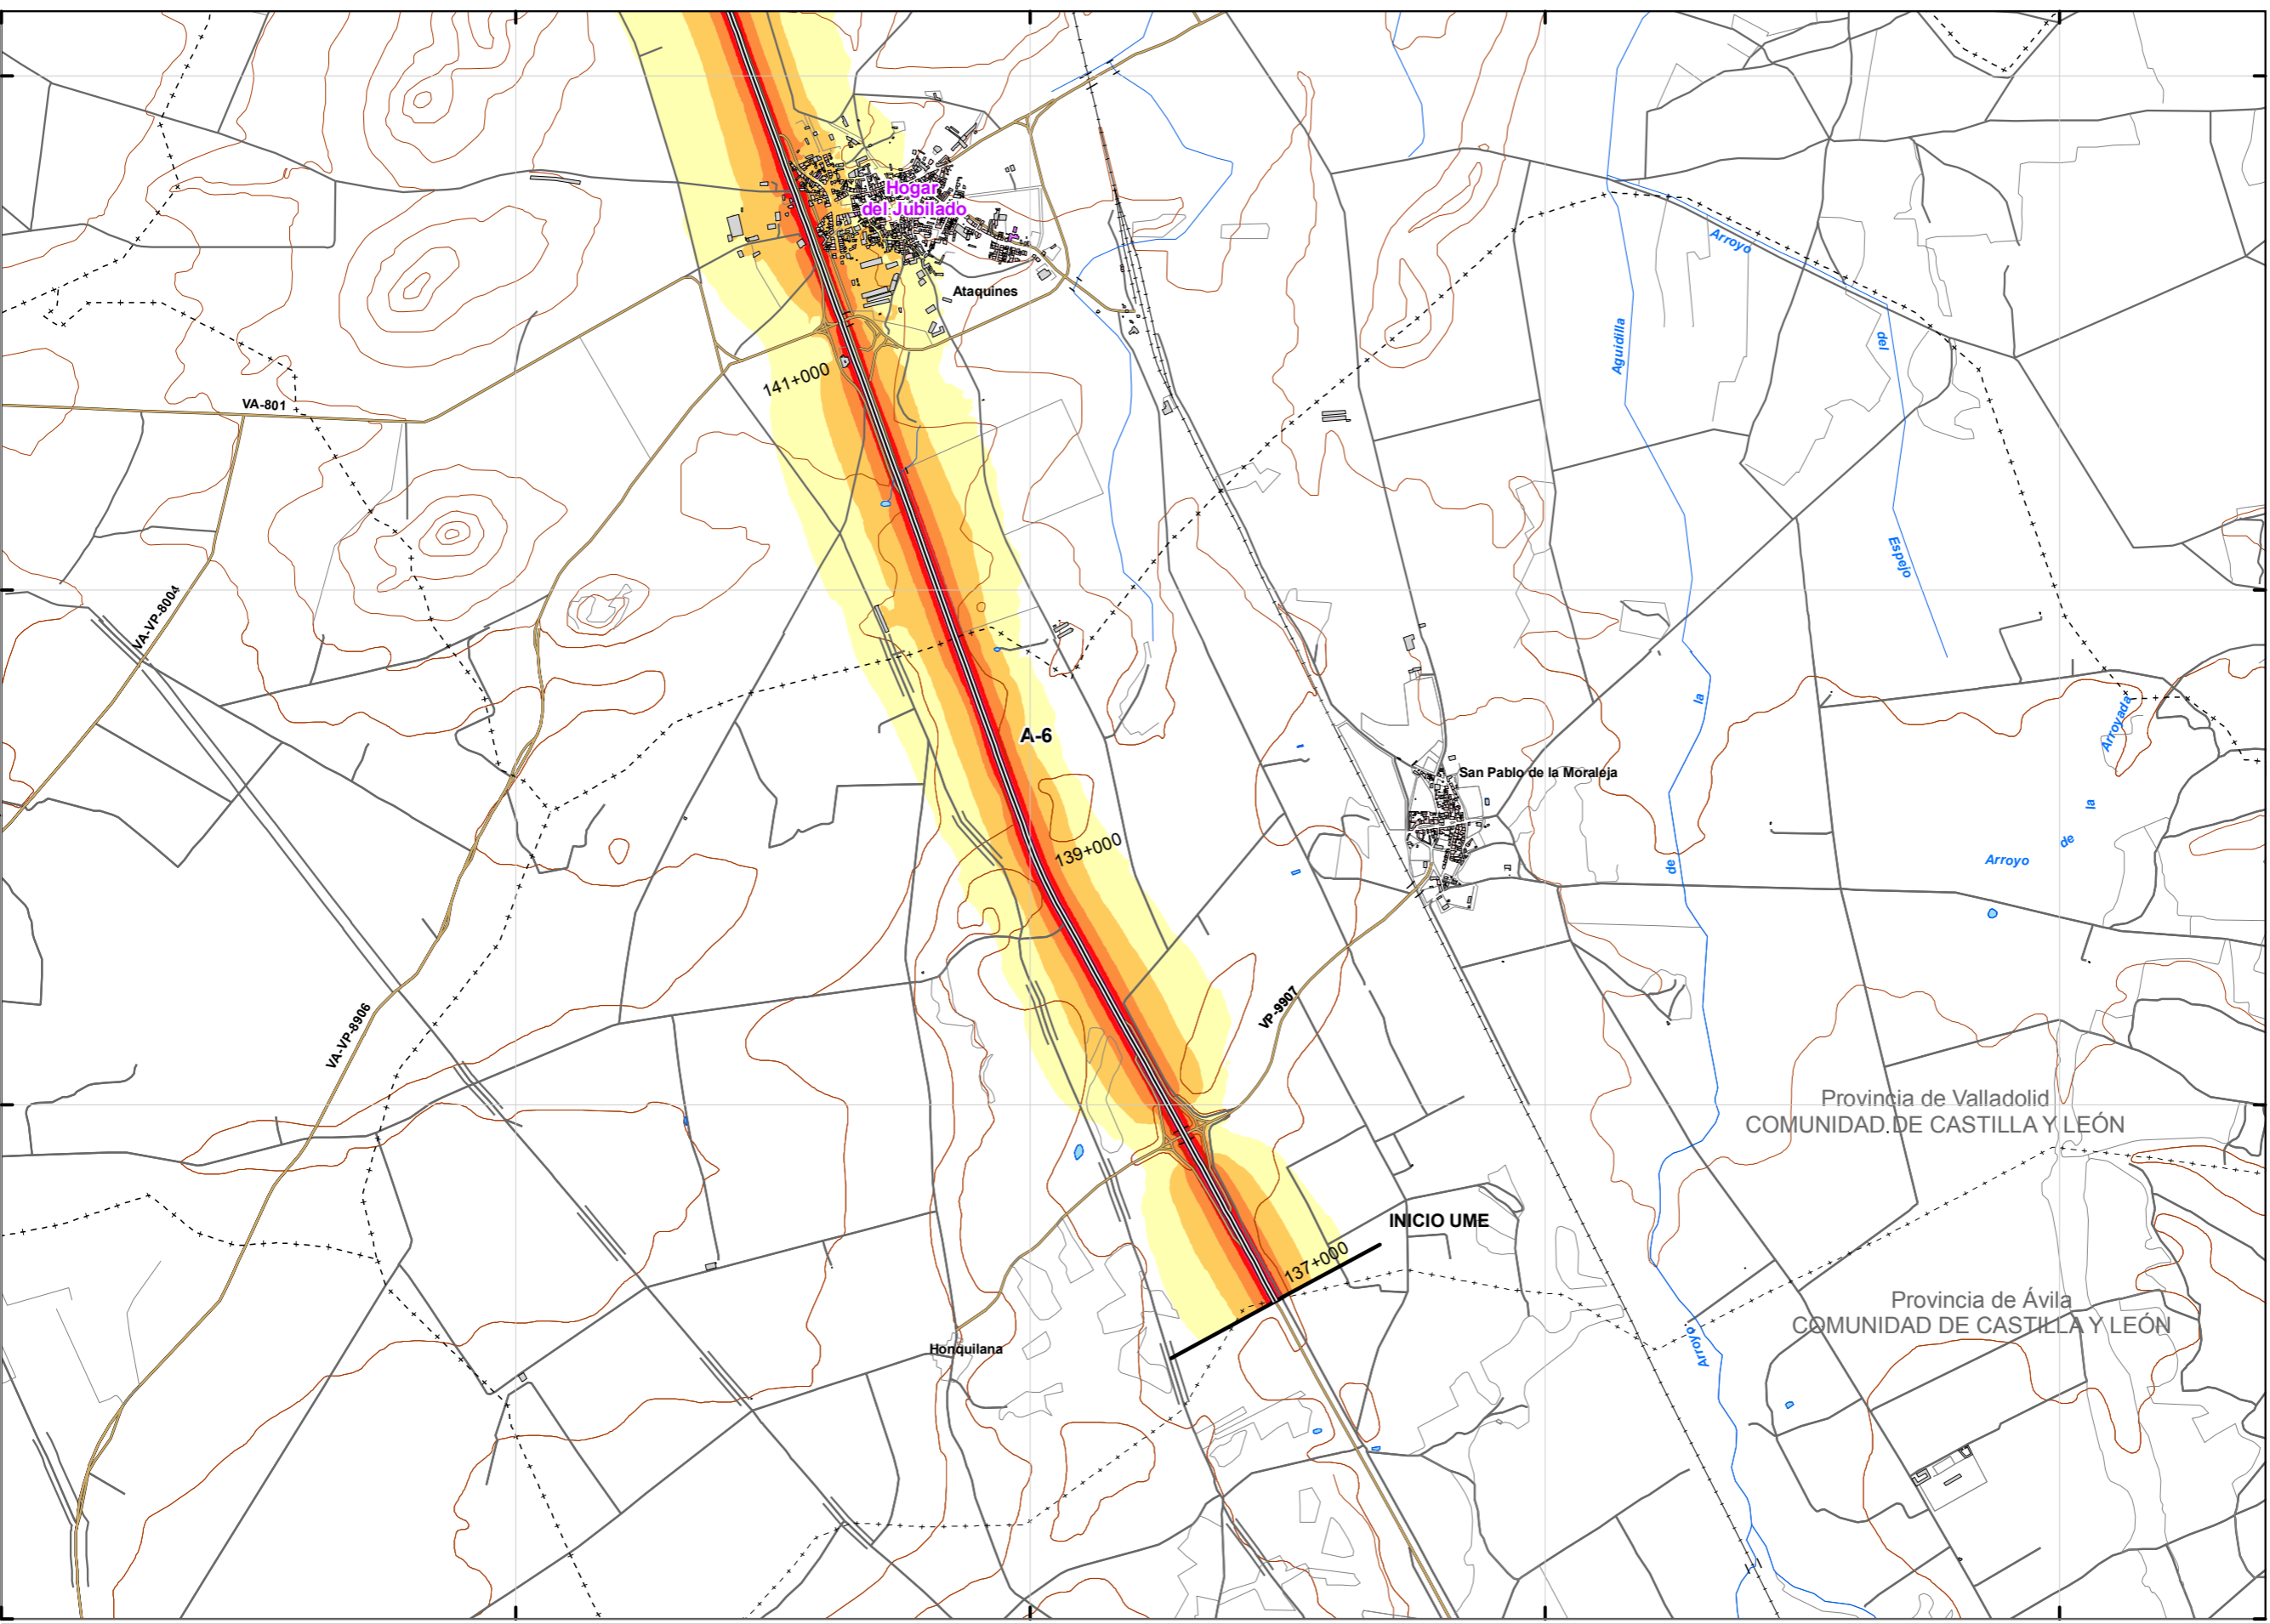 Hogar
del Jubilado
Ataquines
Arroyo
del
Espejo
Aguidilla
la
de
Arroyo
141+000
VA-801
VA-VP-8004
A-6
San Pablo de la Moraleja
Arroyada
la
de
Arroyo
139+000
VP-9907
VA-VP-8906
Provincia de Valladolid
COMUNIDAD DE CASTILLA Y LEÓN
INICIO UME
137+000
Provincia de Ávila
COMUNIDAD DE CASTILLA Y LEÓN
Honquilana